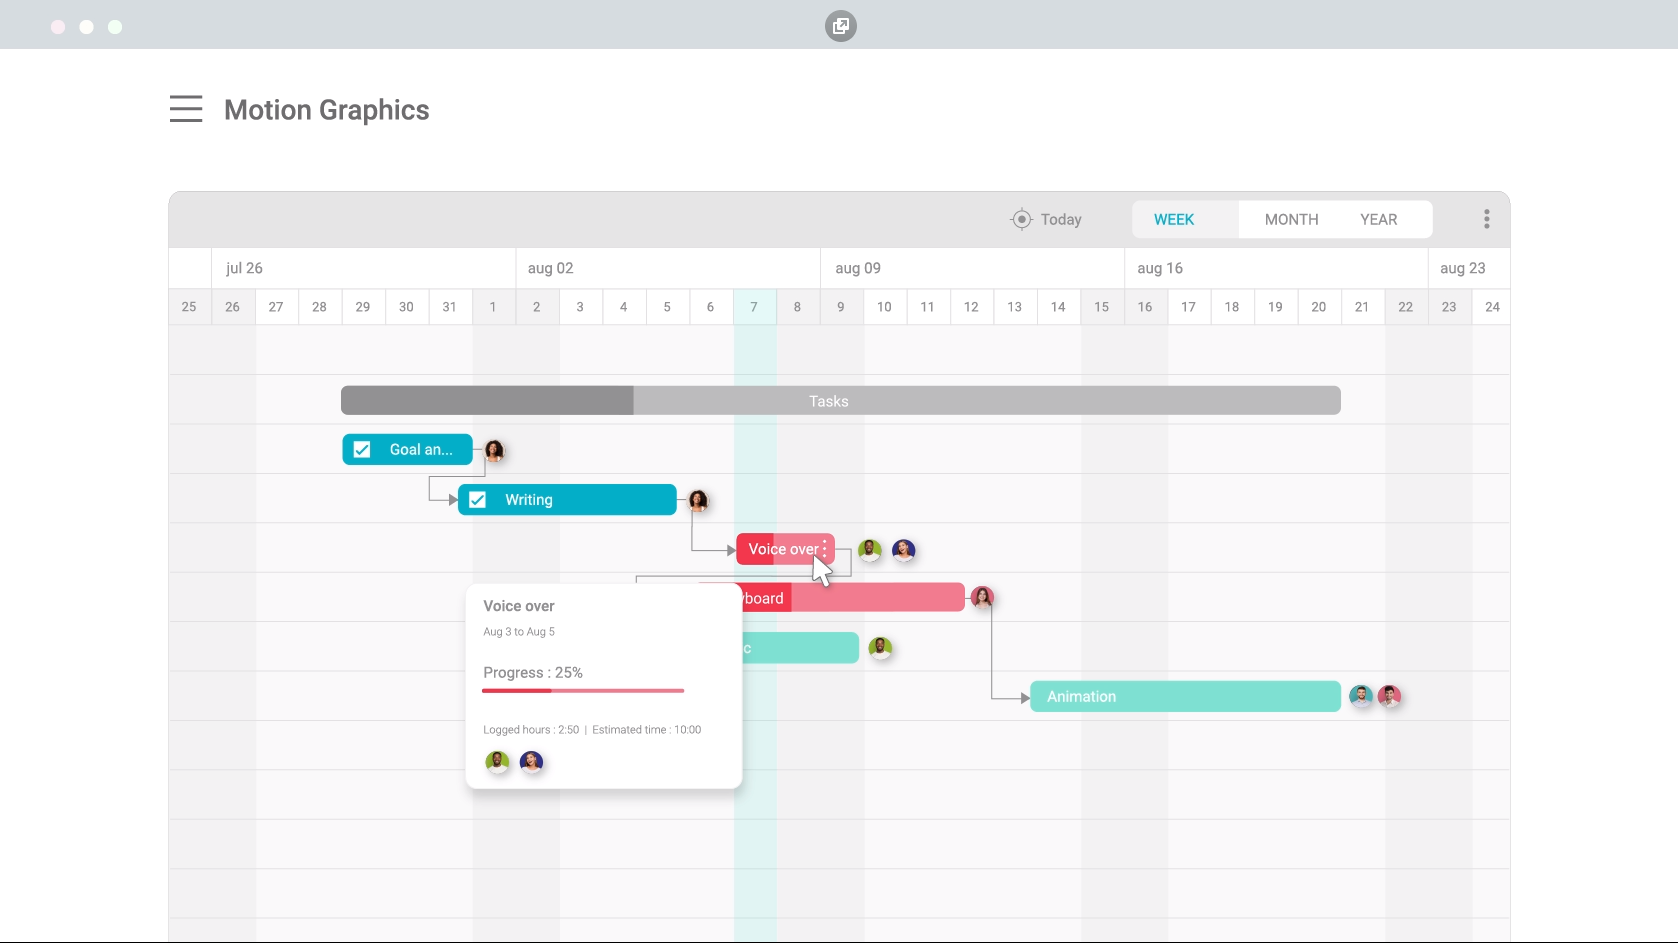 Motion Graphics
Today WEEK MONTH YEAR
jul 26 aug 02 aug 09 aug 16 aug 23
25 26 27 28 29 30 31 1 2 3 4 5 6 7 8 9 10 11 12 13 14 15 16 17 18 19 20 21 22 23 24
Tasks
Goal an...
Writing
Voice over
yboard
c
Animation
Voice over
Aug 3 to Aug 5
Progress : 25%
Logged hours : 2:50 | Estimated time : 10:00